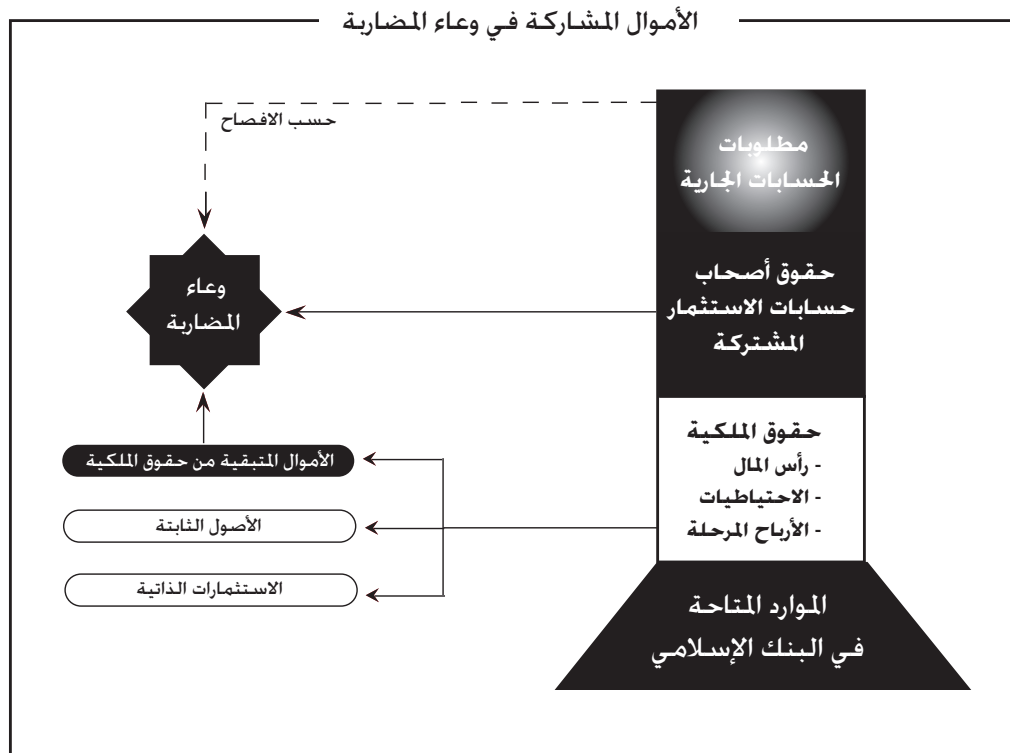 الأموال المشاركة في وعاء المضاربة
مطلوبات
الحسابات الجارية
حقوق أصحاب
حسابات الاستثمار
المشتركة
حقوق الملكية
- رأس المال
- الاحتياطيات
- الأرباح المرحلة
الموارد المتاحة
في البنك الإسلامي
حسب الافصاح
وعاء
المضاربة
الأموال المتبقية من حقوق الملكية
الأصول الثابتة
الاستثمارات الذاتية